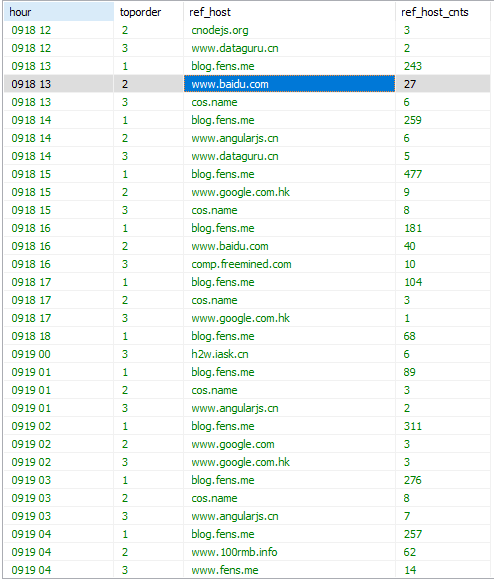 hour toporder ref_host ref_host_cnts
0918 12 2 cnodejs.org 3
0918 12 3 www.dataguru.cn 2
0918 13 1 blog.fens.me 243
0918 13 2 www.baidu.com 27
0918 13 3 cos.name 6
0918 14 1 blog.fens.me 259
0918 14 2 www.angularjs.cn 6
0918 14 3 www.dataguru.cn 5
0918 15 1 blog.fens.me 477
0918 15 2 www.google.com.hk 9
0918 15 3 cos.name 8
0918 16 1 blog.fens.me 181
0918 16 2 www.baidu.com 40
0918 16 3 comp.freemined.com 10
0918 17 1 blog.fens.me 104
0918 17 2 cos.name 3
0918 17 3 www.google.com.hk 1
0918 18 1 blog.fens.me 68
0919 00 3 h2w.iask.cn 6
0919 01 1 blog.fens.me 89
0919 01 2 cos.name 3
0919 01 3 www.angularjs.cn 2
0919 02 1 blog.fens.me 311
0919 02 2 www.google.com 3
0919 02 3 www.google.com.hk 3
0919 03 1 blog.fens.me 276
0919 03 2 cos.name 8
0919 03 3 www.angularjs.cn 7
0919 04 1 blog.fens.me 257
0919 04 2 www.100rmb.info 62
0919 04 3 www.fens.me 14